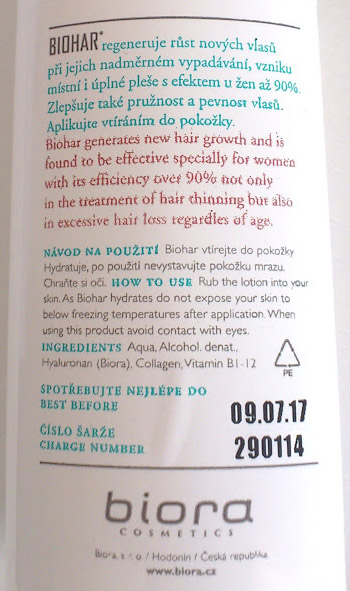 BIOHAR® regeneruje růst nových vlasů
při jejich nadměrném vypadávání, vzniku
místní i úplné pleše s efektem u žen až 90%.
Zlepšuje také pružnost a pevnost vlasů.
Aplikujte vtíráním do pokožky.
Biohar generates new hair growth and is
found to be effective specially for women
with its efficiency over 90% not only
in the treatment of hair thinning but also
in excessive hair loss regardles of age.
NÁVOD NA POUŽITÍ Biohar vtírejte do pokožky
Hydratuje, po použití nevystavujte pokožku mrazu.
Chraňte si oči. HOW TO USE Rub the lotion into your
skin. As Biohar hydrates do not expose your skin to
below freezing temperatures after application. When
using this product avoid contact with eyes.
INGREDIENTS Aqua, Alcohol. denat.,
Hyaluronan (Biora), Collagen, Vitamin B1-12
PE
SPOTŘEBUJTE NEJLÉPE DO
BEST BEFORE
09.07.17
ČÍSLO ŠARŽE
CHARGE NUMBER
290114
biora
COSMETICS
Biora, s. r. o. / Hodonín / Česká republika
www.biora.cz